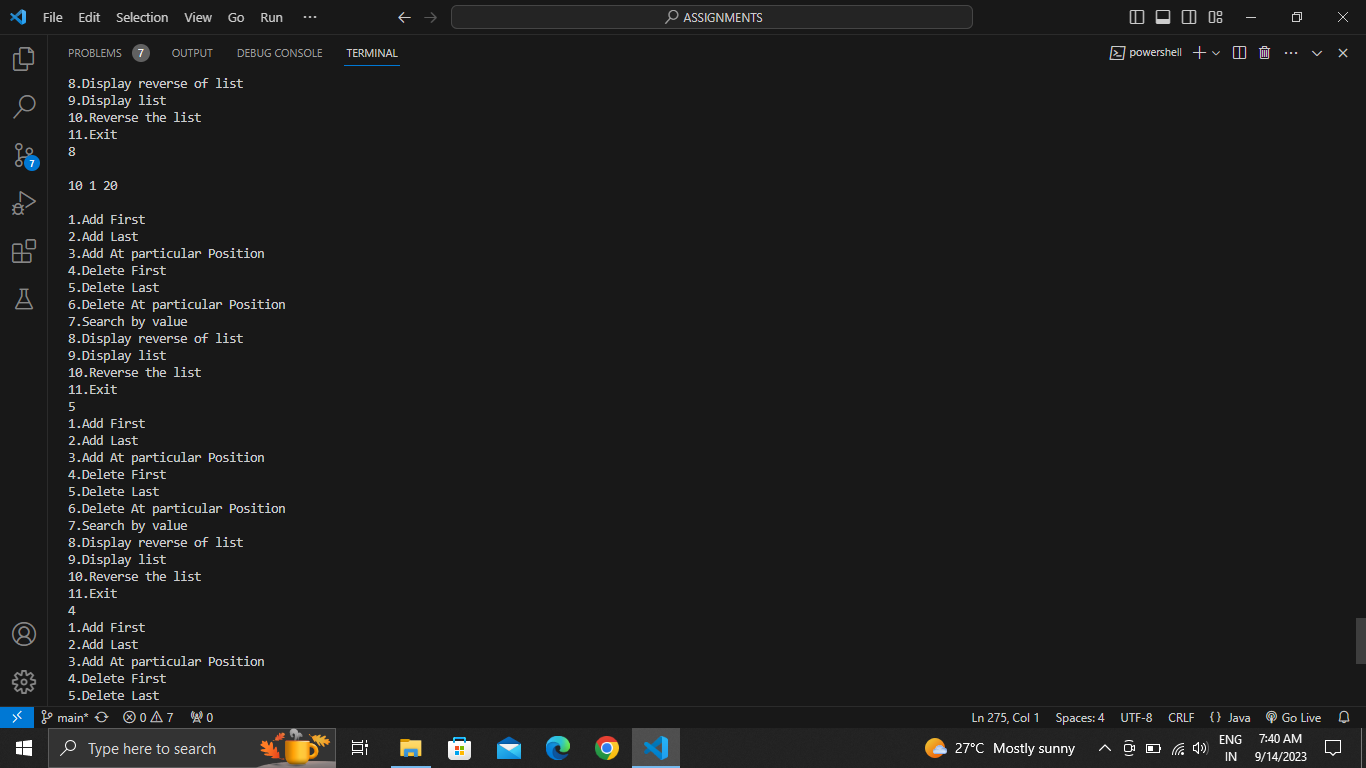 File Edit Selection View Go Run ··· ASSIGNMENTS
PROBLEMS 7 OUTPUT DEBUG CONSOLE TERMINAL powershell
8.Display reverse of list
9.Display list
10.Reverse the list
11.Exit
8
10 1 20
1.Add First
2.Add Last
3.Add At particular Position
4.Delete First
5.Delete Last
6.Delete At particular Position
7.Search by value
8.Display reverse of list
9.Display list
10.Reverse the list
11.Exit
5
1.Add First
2.Add Last
3.Add At particular Position
4.Delete First
5.Delete Last
6.Delete At particular Position
7.Search by value
8.Display reverse of list
9.Display list
10.Reverse the list
11.Exit
4
1.Add First
2.Add Last
3.Add At particular Position
4.Delete First
5.Delete Last
7
main* 0 7 0 Ln 275, Col 1 Spaces: 4 UTF-8 CRLF {} Java Go Live
Type here to search 27°C Mostly sunny ENG IN 7:40 AM 9/14/2023